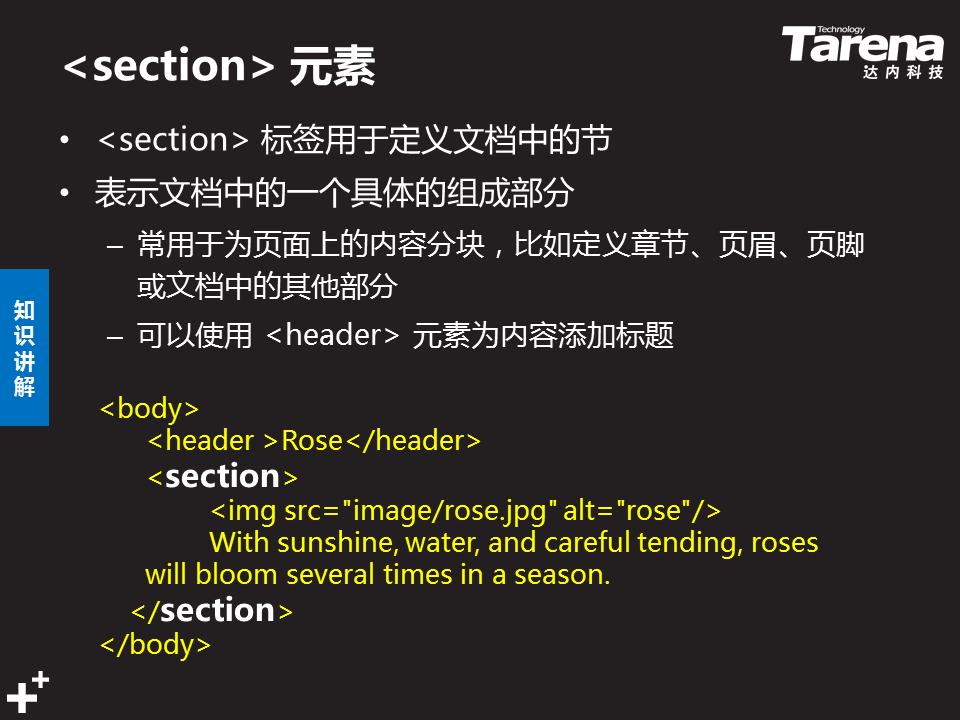 <section> 元素
Technology
Tarena
达内科技
• <section> 标签用于定义文档中的节
• 表示文档中的一个具体的组成部分
– 常用于为页面上的内容分块，比如定义章节、页眉、页脚
或文档中的其他部分
– 可以使用 <header> 元素为内容添加标题
知
识
讲
解
<body>
<header >Rose</header>
<section>
<img src="image/rose.jpg" alt="rose"/>
With sunshine, water, and careful tending, roses
will bloom several times in a season.
</section>
</body>